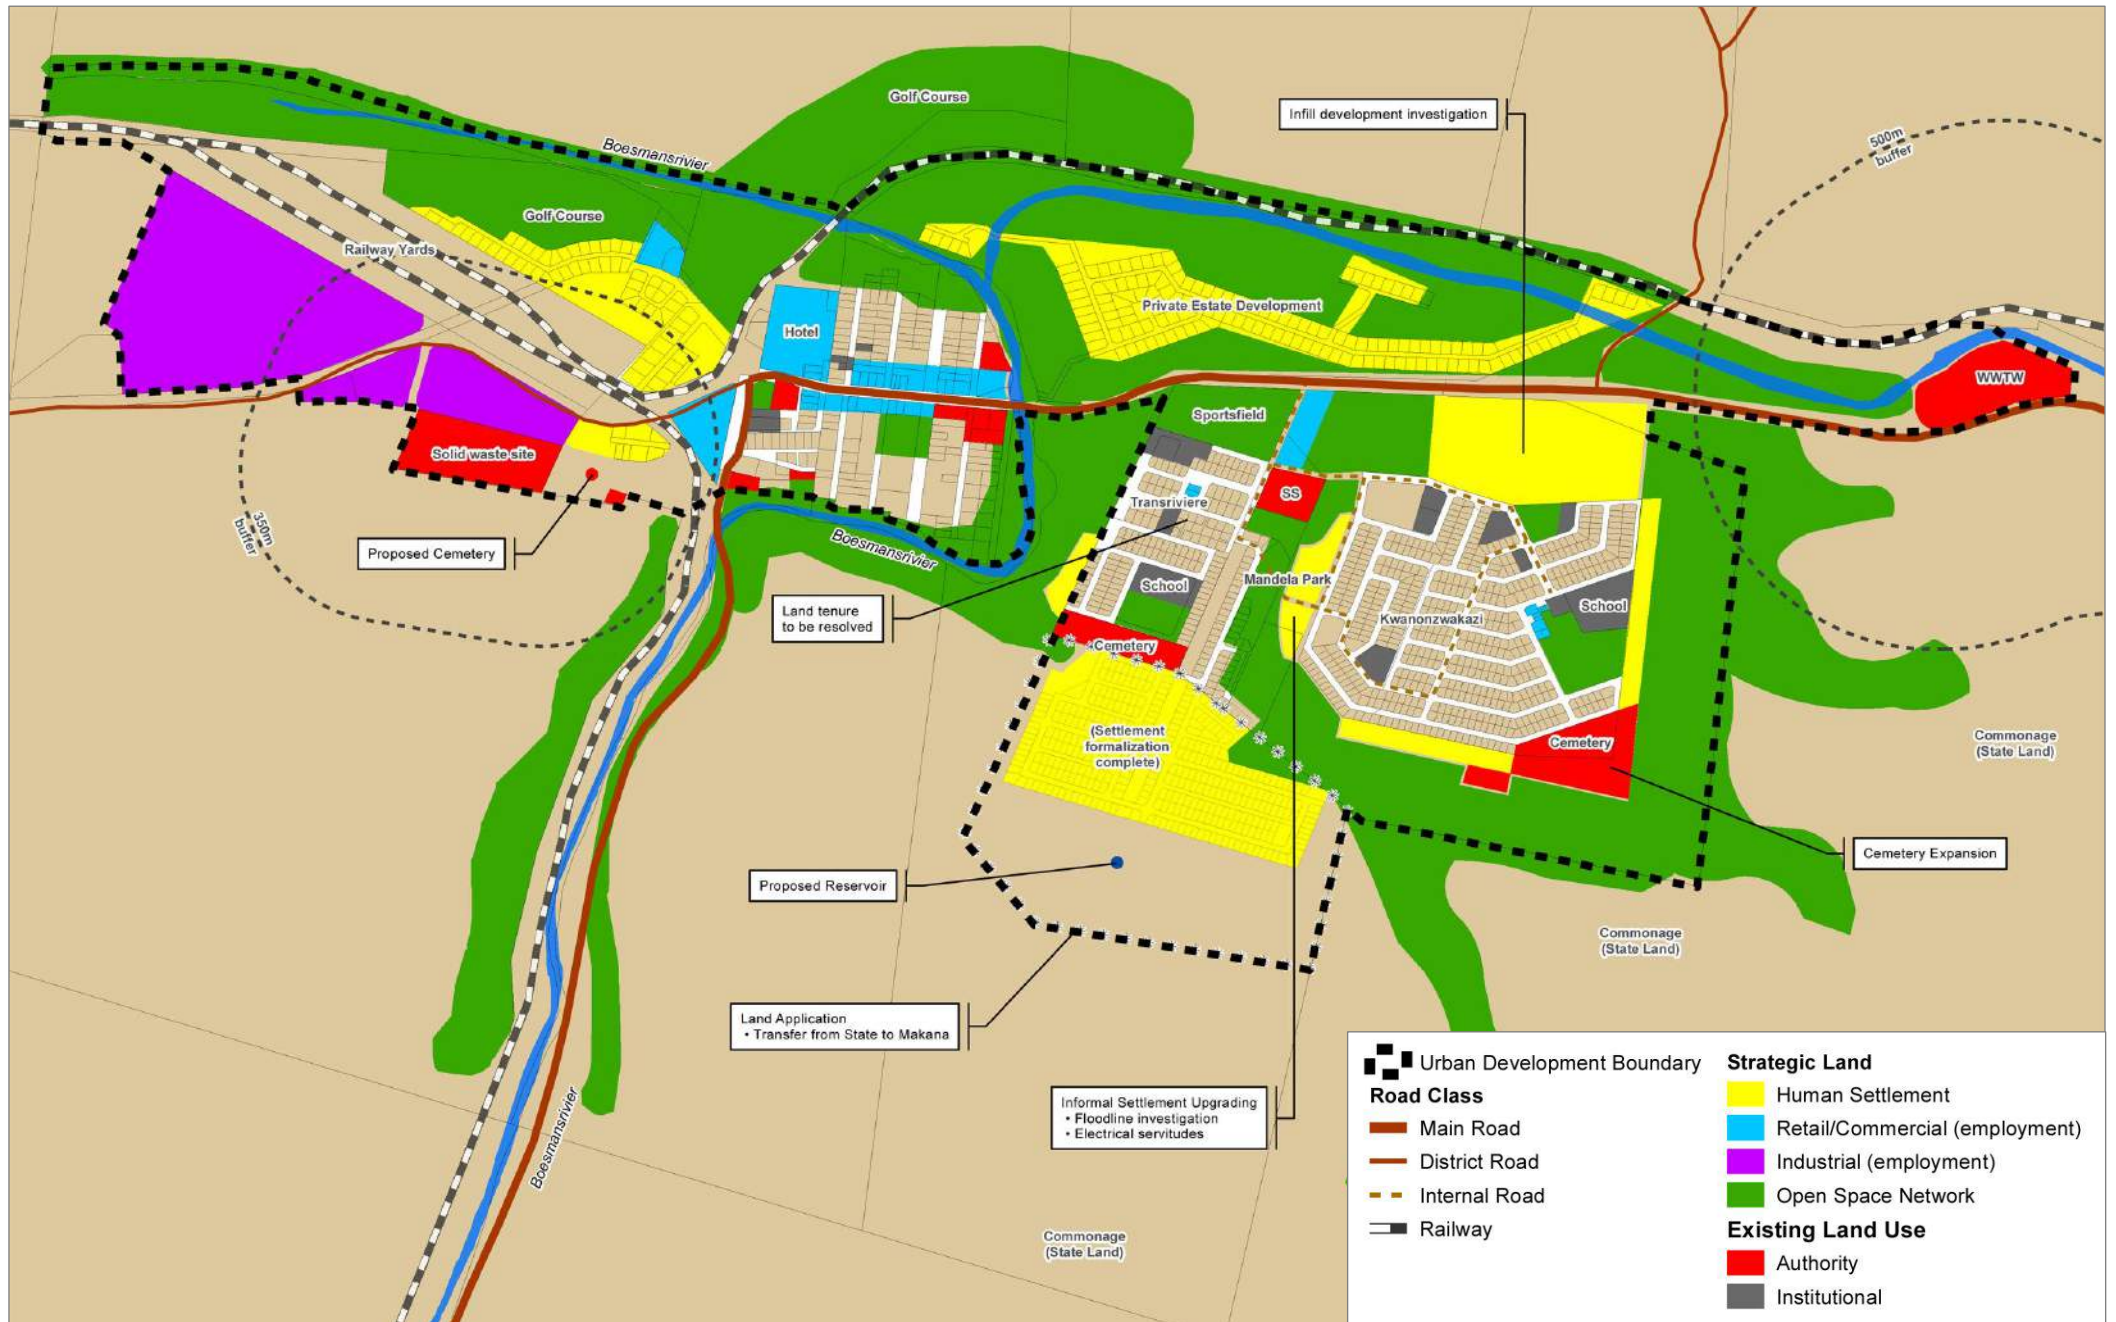 Golf Course
Infill development investigation
500m
buffer
Boesmansrivier
Golf Course
Railway Yards
Private Estate Development
Hotel
WWTW
Sportsfield
Solid waste site
SS
Transriviere
350m
buffer
Proposed Cemetery
Boesmansrivier
School
Mandela Park
School
Land tenure
to be resolved
Kwanonzwakazi
Cemetery
(Settlement
formalization
complete)
Cemetery
Commonage
(State Land)
Cemetery Expansion
Proposed Reservoir
Commonage
(State Land)
Land Application
• Transfer from State to Makana
Informal Settlement Upgrading
• Floodline investigation
• Electrical servitudes
Boesmansrivier
Commonage
(State Land)
Urban Development Boundary
Road Class
Main Road
District Road
Internal Road
Railway
Strategic Land
Human Settlement
Retail/Commercial (employment)
Industrial (employment)
Open Space Network
Existing Land Use
Authority
Institutional